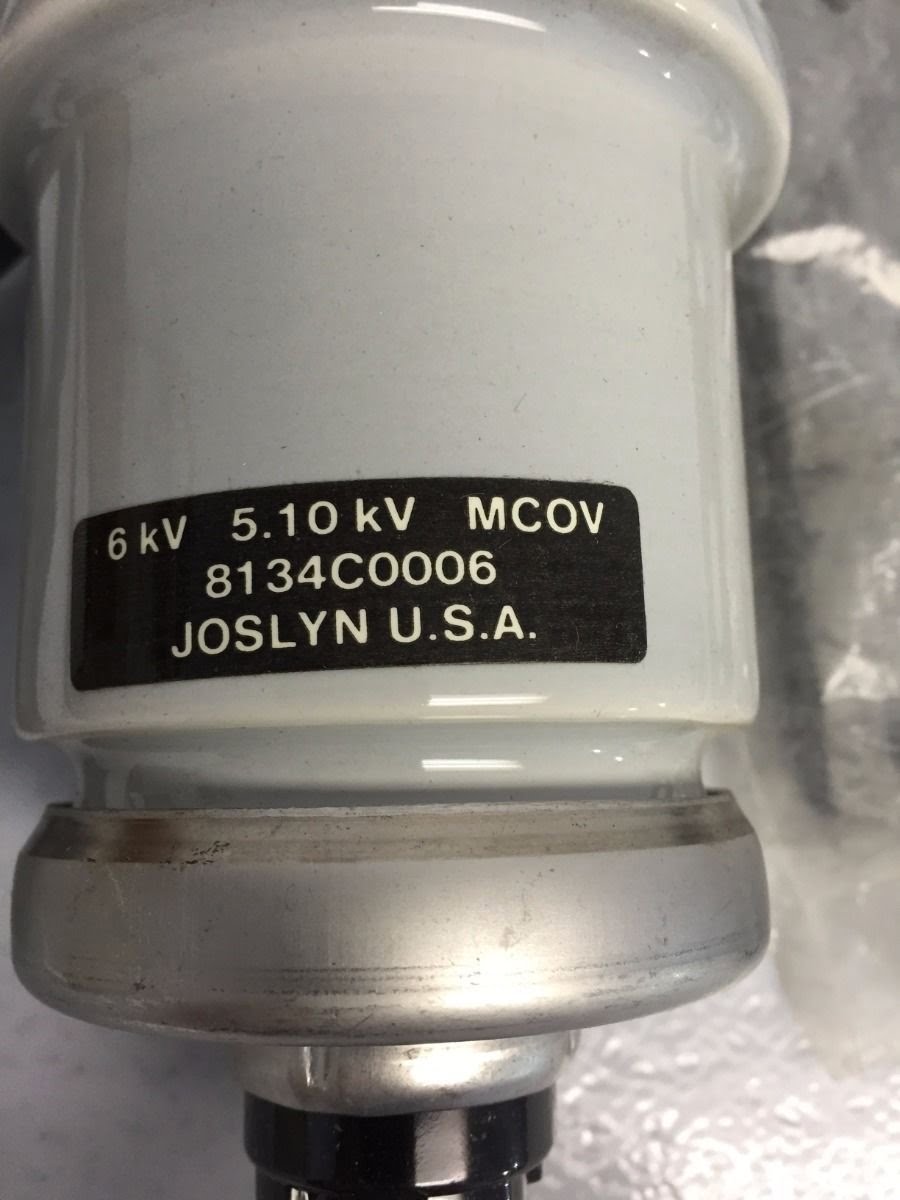 6 kV 5.10 kV MCOV
8134C0006
JOSLYN U.S.A.